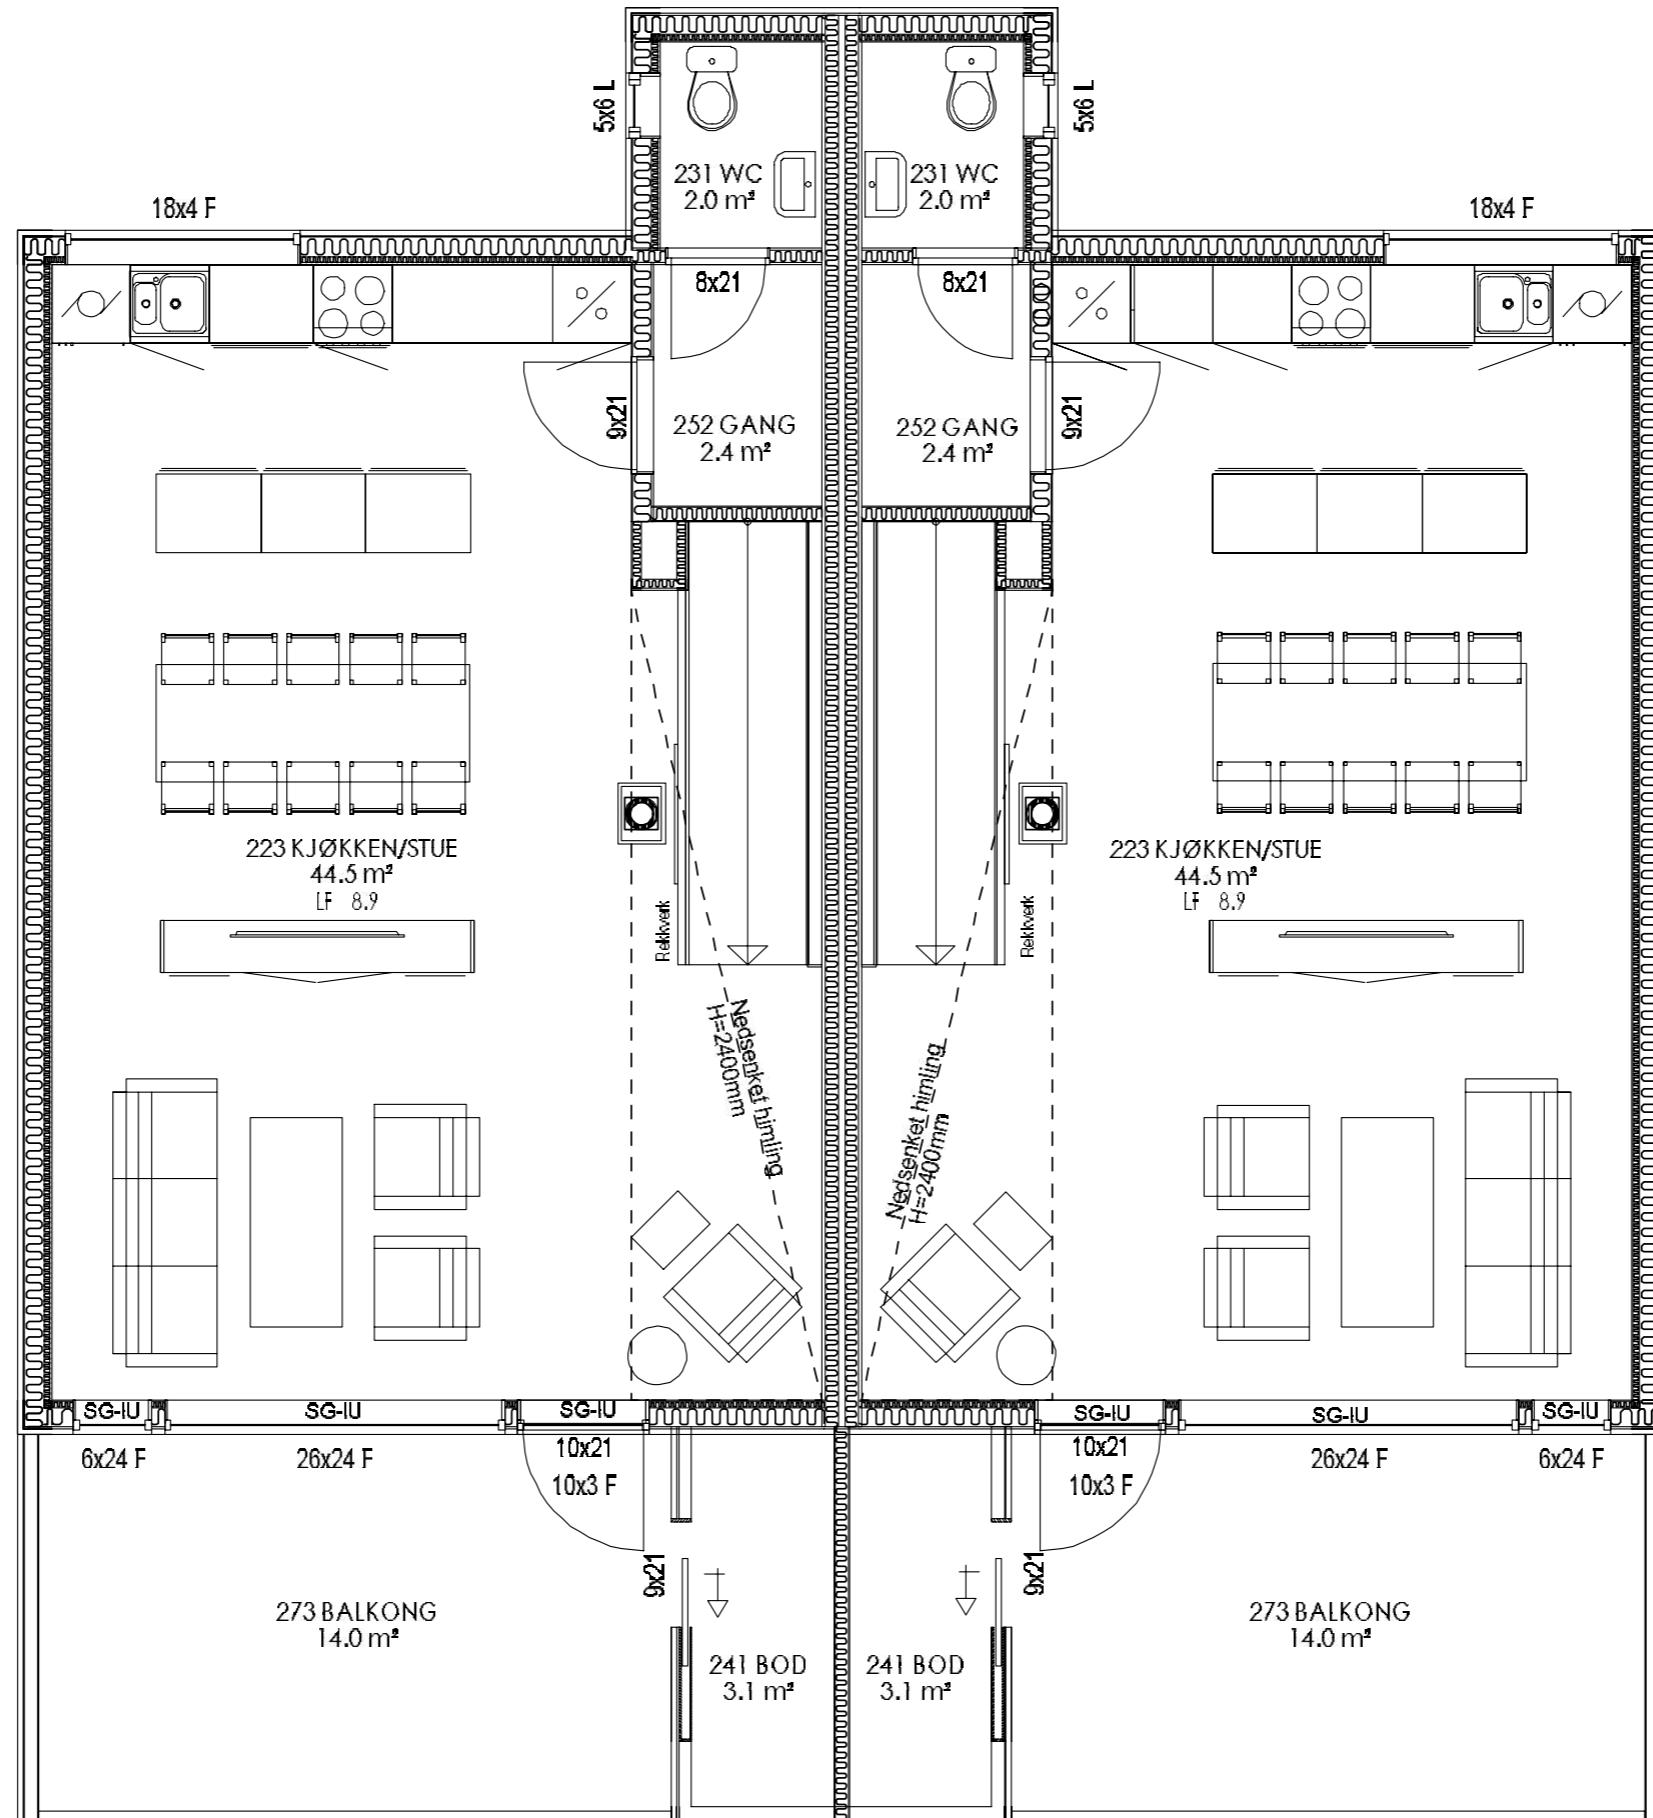 5x6 L
5x6 L
231 WC
2.0 m²
231 WC
2.0 m²
18x4 F
18x4 F
8x21
8x21
9x21
9x21
252 GANG
2.4 m²
252 GANG
2.4 m²
223 KJØKKEN/STUE
44.5 m²
LF 8.9
223 KJØKKEN/STUE
44.5 m²
LF 8.9
Rekkverk
Rekkverk
Nedsenket himling
H=2400mm
Nedsenket himling
H=2400mm
SG-IU
SG-IU
SG-IU
SG-IU
SG-IU
SG-IU
6x24 F
26x24 F
10x21
10x3 F
10x21
10x3 F
26x24 F
6x24 F
9x21
9x21
273 BALKONG
14.0 m²
273 BALKONG
14.0 m²
241 BOD
3.1 m²
241 BOD
3.1 m²